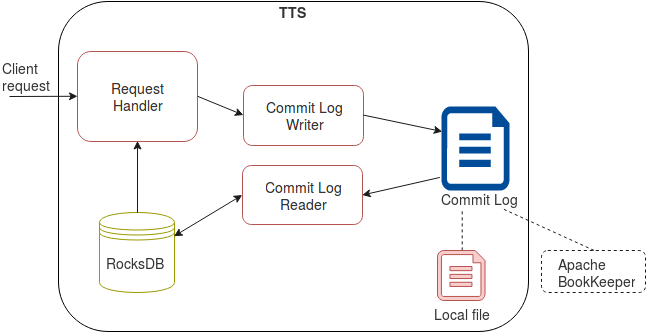 TTS
Client
request
Request
Handler
Commit Log
Writer
Commit Log
Commit Log
Reader
RocksDB
Local file
Apache
BookKeeper